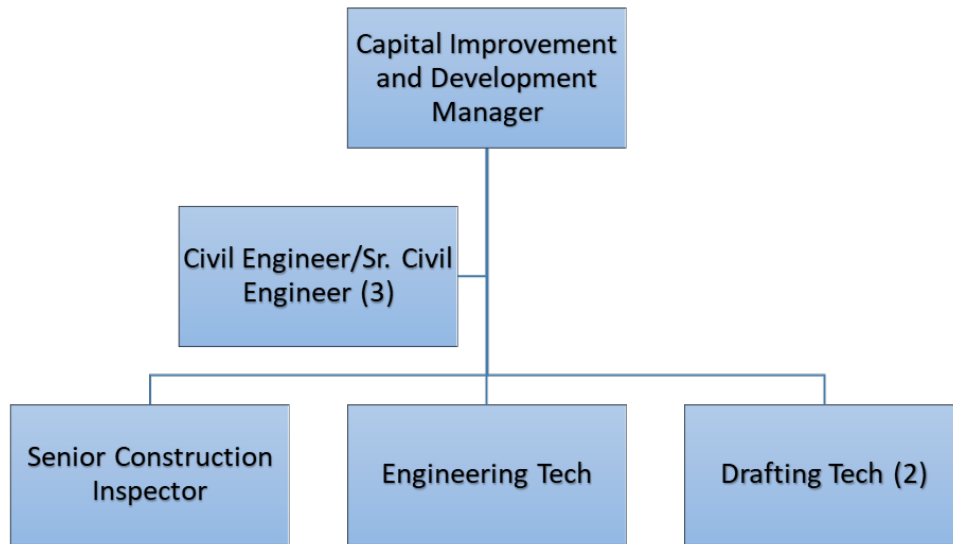 Capital Improvement
and Development
Manager
Civil Engineer/Sr. Civil
Engineer (3)
Senior Construction
Inspector
Engineering Tech
Drafting Tech (2)